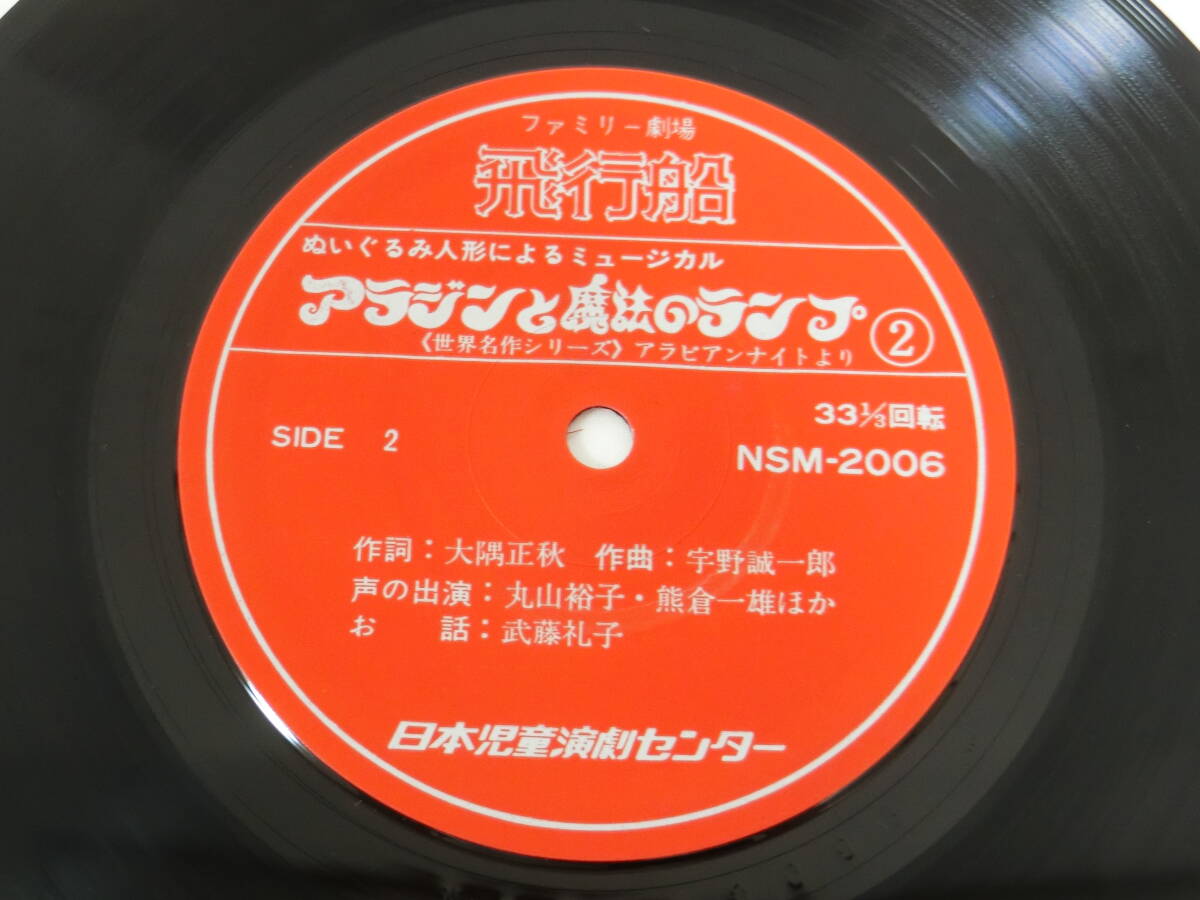 ファミリー劇場
飛行船
ぬいぐるみ人形によるミュージカル
アラジンと魔法のランプ ②
《世界名作シリーズ》アラビアンナイトより
33⅓回転
SIDE 2
NSM-2006
作詞：大隅正秋 作曲：宇野誠一郎
声の出演：丸山裕子・熊倉一雄ほか
お話：武藤礼子
日本児童演劇センター